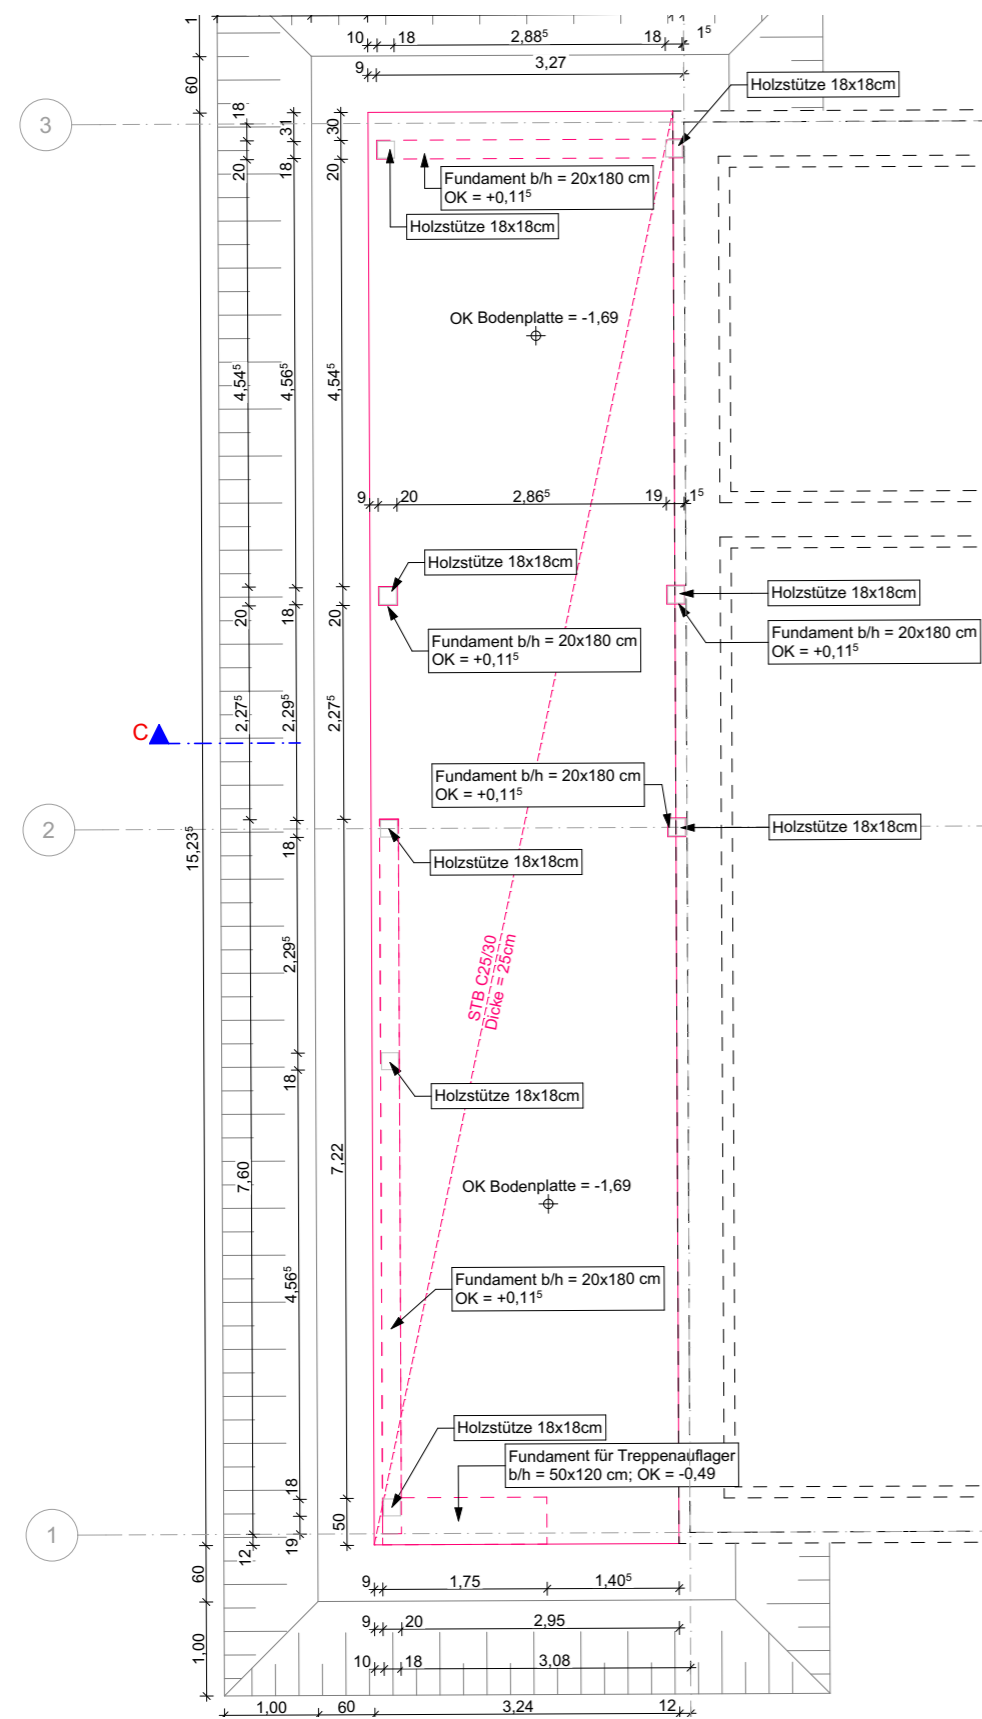 1
10
18
2,88⁵
18
1⁵
9
3,27
60
Holzstütze 18x18cm
3
18
31
30
20
18
20
Fundament b/h = 20x180 cm
OK = +0,11⁵
Holzstütze 18x18cm
OK Bodenplatte = -1,69
4,54⁵
4,56⁵
4,54⁵
9
20
2,86⁵
19
1⁵
Holzstütze 18x18cm
Holzstütze 18x18cm
20
18
20
Fundament b/h = 20x180 cm
OK = +0,11⁵
Fundament b/h = 20x180 cm
OK = +0,11⁵
2,27⁵
2,29⁵
2,27⁵
C
Fundament b/h = 20x180 cm
OK = +0,11⁵
2
15,23⁵
18
Holzstütze 18x18cm
Holzstütze 18x18cm
2,29⁵
STB C25/30
Dicke = 25cm
18
Holzstütze 18x18cm
7,60
7,22
OK Bodenplatte = -1,69
4,56⁵
Fundament b/h = 20x180 cm
OK = +0,11⁵
Holzstütze 18x18cm
Fundament für Treppenauflager
b/h = 50x120 cm; OK = -0,49
18
50
1
12
19
60
9
1,75
1,40⁵
9
20
2,95
1,00
10
18
3,08
1,00
60
3,24
12